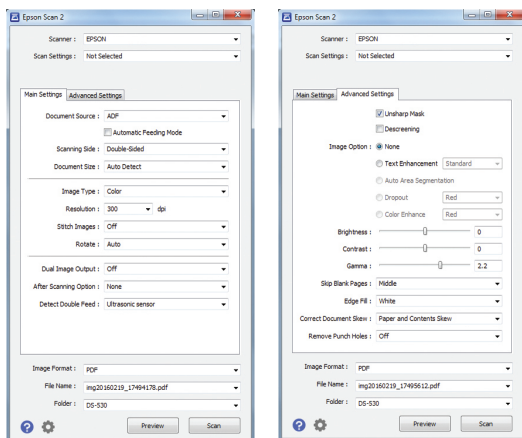 Epson Scan 2
Scanner : EPSON
Scan Settings : Not Selected
Main Settings Advanced Settings
Document Source : ADF
Automatic Feeding Mode
Scanning Side : Double-Sided
Document Size : Auto Detect
Image Type : Color
Resolution : 300 dpi
Stitch Images : Off
Rotate : Auto
Dual Image Output : Off
After Scanning Option : None
Detect Double Feed : Ultrasonic sensor
Image Format : PDF
File Name : img20160219_17494178.pdf
Folder : DS-530
Preview Scan
Epson Scan 2
Scanner : EPSON
Scan Settings : Not Selected
Main Settings Advanced Settings
Unsharp Mask
Descreening
Image Option : None
Text Enhancement Standard
Auto Area Segmentation
Dropout Red
Color Enhance Red
Brightness : 0
Contrast : 0
Gamma : 2.2
Skip Blank Pages : Middle
Edge Fill : White
Correct Document Skew : Paper and Contents Skew
Remove Punch Holes : Off
Image Format : PDF
File Name : img20160219_17495612.pdf
Folder : DS-530
Preview Scan